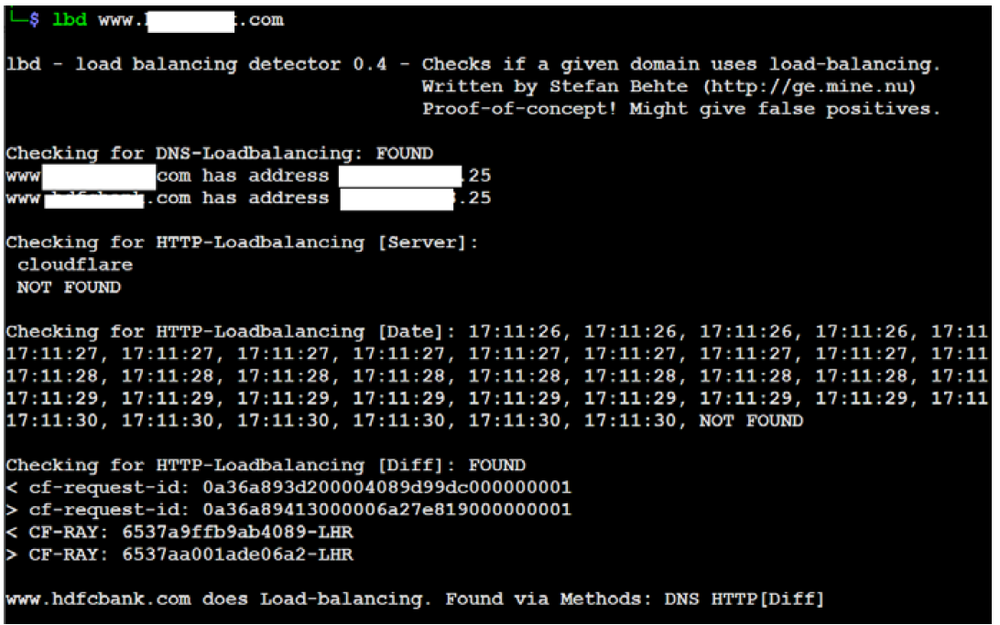 └─$ lbd www. .com
lbd - load balancing detector 0.4 - Checks if a given domain uses load-balancing.
Written by Stefan Behte (http://ge.mine.nu)
Proof-of-concept! Might give false positives.
Checking for DNS-Loadbalancing: FOUND
www com has address .25
www .com has address .25
Checking for HTTP-Loadbalancing [Server]:
cloudflare
NOT FOUND
Checking for HTTP-Loadbalancing [Date]: 17:11:26, 17:11:26, 17:11:26, 17:11:26, 17:11
17:11:27, 17:11:27, 17:11:27, 17:11:27, 17:11:27, 17:11:27, 17:11:27, 17:11:27, 17:11
17:11:28, 17:11:28, 17:11:28, 17:11:28, 17:11:28, 17:11:28, 17:11:28, 17:11:28, 17:11
17:11:29, 17:11:29, 17:11:29, 17:11:29, 17:11:29, 17:11:29, 17:11:29, 17:11:29, 17:11
17:11:30, 17:11:30, 17:11:30, 17:11:30, 17:11:30, 17:11:30, NOT FOUND
Checking for HTTP-Loadbalancing [Diff]: FOUND
< cf-request-id: 0a36a893d200004089d99dc000000001
> cf-request-id: 0a36a89413000006a27e819000000001
< CF-RAY: 6537a9ffb9ab4089-LHR
> CF-RAY: 6537aa001ade06a2-LHR
www.hdfcbank.com does Load-balancing. Found via Methods: DNS HTTP[Diff]